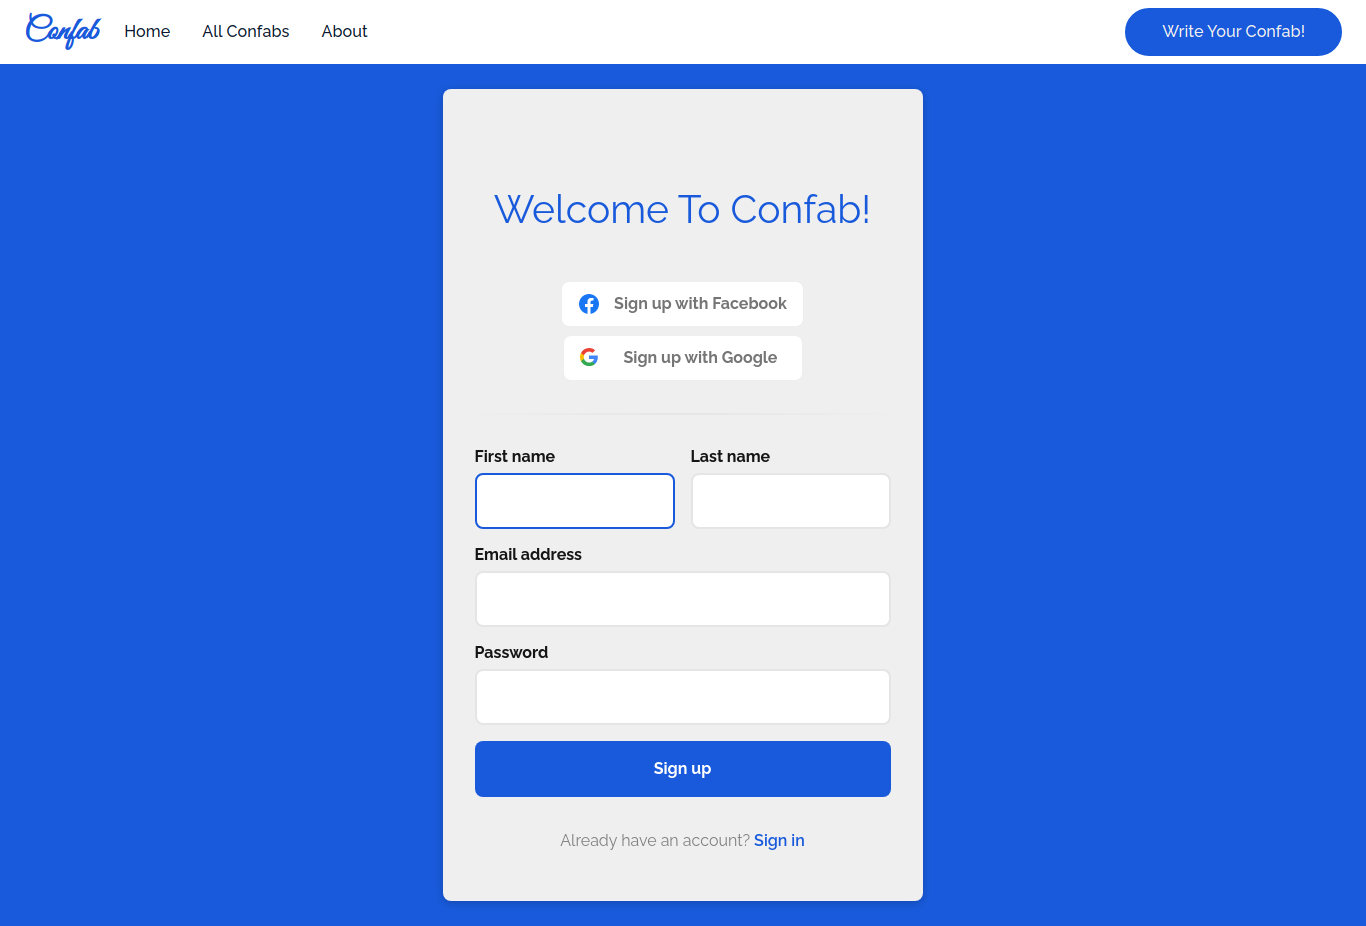 Confab Home All Confabs About Write Your Confab!
Welcome To Confab!
Sign up with Facebook
Sign up with Google
First name Last name
Email address
Password
Sign up
Already have an account? Sign in